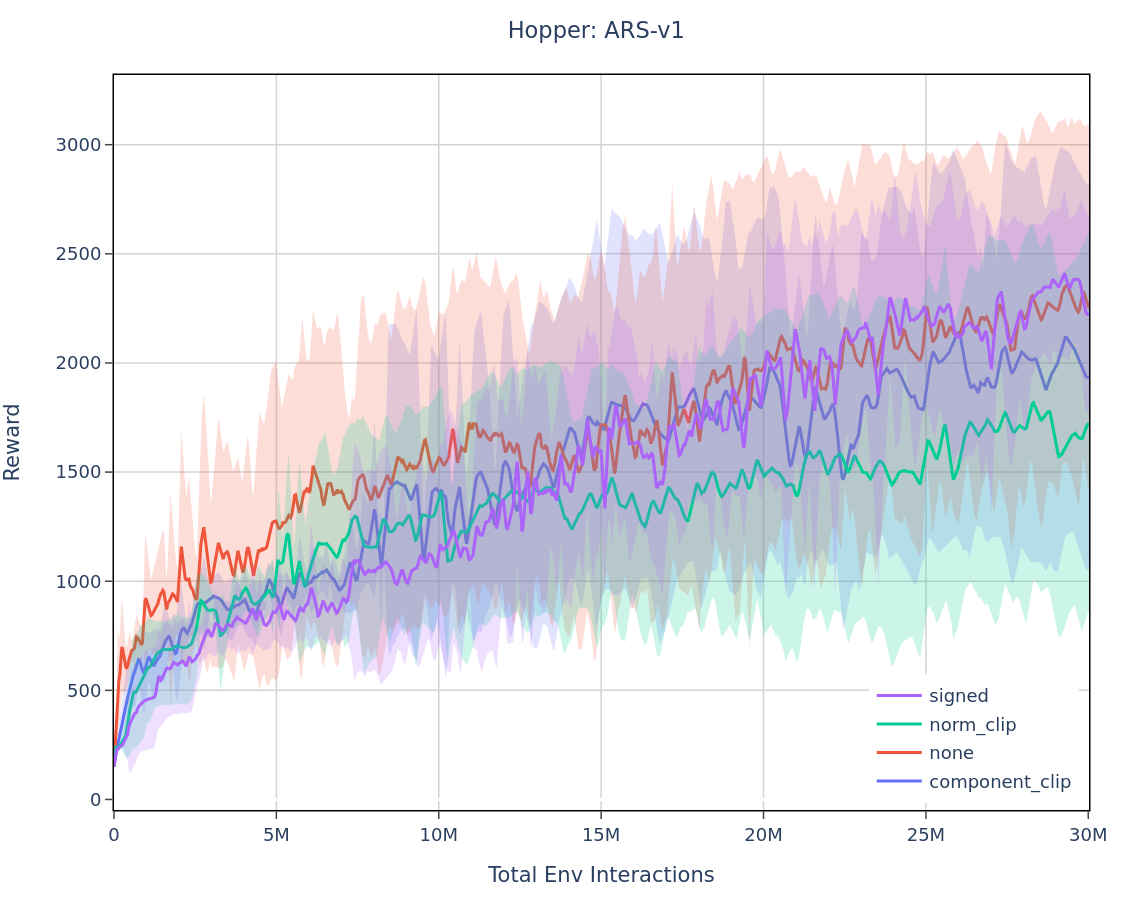 Hopper: ARS-v1
Reward
3000
2500
2000
1500
1000
500
0
0 5M 10M 15M 20M 25M 30M
Total Env Interactions
signed
norm_clip
none
component_clip